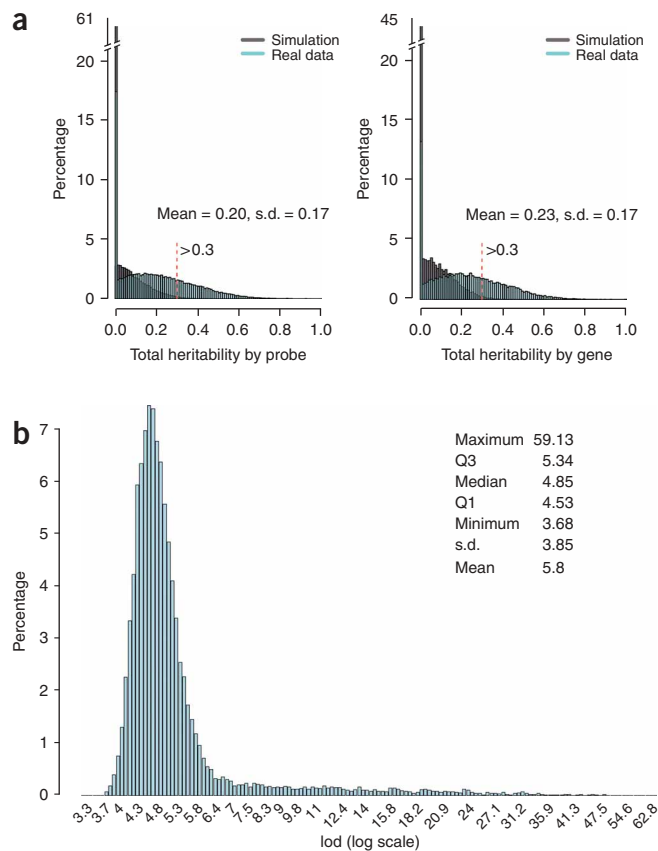 a
61
20
15
10
5
0
Percentage
Simulation
Real data
Mean = 0.20, s.d. = 0.17
>0.3
0.0 0.2 0.4 0.6 0.8 1.0
Total heritability by probe
45
20
15
10
5
0
Percentage
Simulation
Real data
Mean = 0.23, s.d. = 0.17
>0.3
0.0 0.2 0.4 0.6 0.8 1.0
Total heritability by gene
b
7
6
5
4
3
2
1
0
Percentage
Maximum 59.13
Q3 5.34
Median 4.85
Q1 4.53
Minimum 3.68
s.d. 3.85
Mean 5.8
3.3 3.7 4 4.3 4.8 5.3 5.8 6.4 7 7.5 8.3 9 9.8 11 12.4 14 15.8 18.2 20.9 24 27.1 31.2 35.9 41.3 47.5 54.6 62.8
lod (log scale)